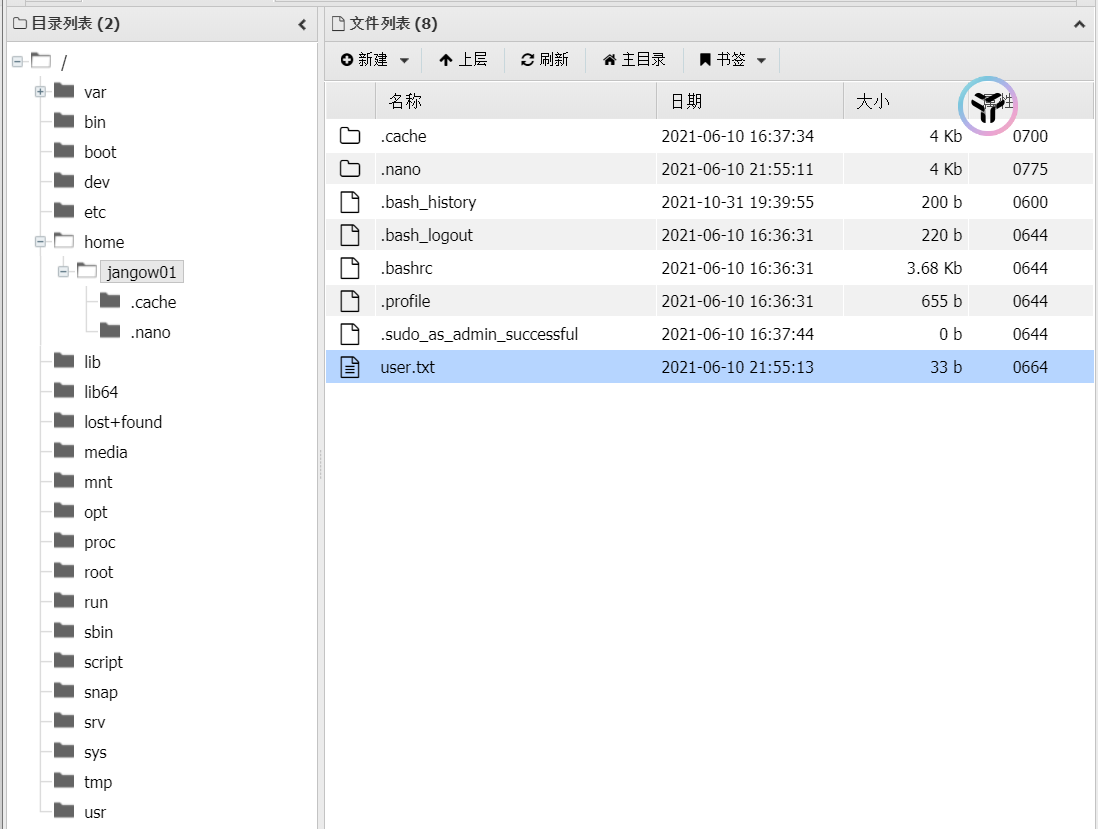 目录列表 (2)
/
var
bin
boot
dev
etc
home
jangow01
.cache
.nano
lib
lib64
lost+found
media
mnt
opt
proc
root
run
sbin
script
snap
srv
sys
tmp
usr
文件列表 (8)
新建 上层 刷新 主目录 书签
名称 日期 大小
.cache 2021-06-10 16:37:34 4 Kb 0700
.nano 2021-06-10 21:55:11 4 Kb 0775
.bash_history 2021-10-31 19:39:55 200 b 0600
.bash_logout 2021-06-10 16:36:31 220 b 0644
.bashrc 2021-06-10 16:36:31 3.68 Kb 0644
.profile 2021-06-10 16:36:31 655 b 0644
.sudo_as_admin_successful 2021-06-10 16:37:44 0 b 0644
user.txt 2021-06-10 21:55:13 33 b 0664